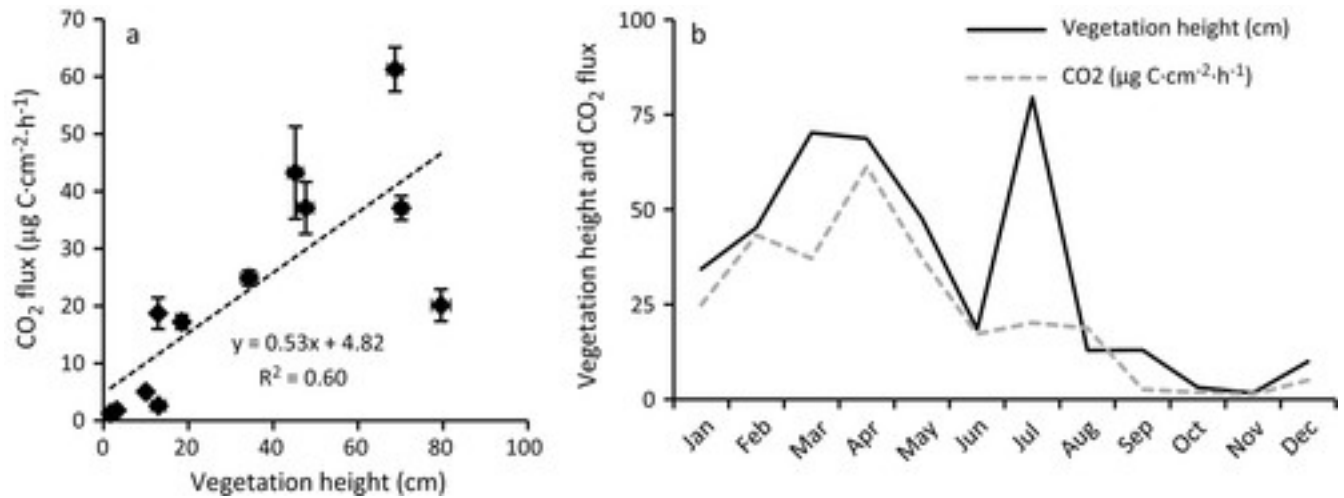 a
CO₂ flux (µg C·cm⁻²·h⁻¹)
70
60
50
40
30
20
10
0
y = 0.53x + 4.82
R² = 0.60
0 20 40 60 80 100
Vegetation height (cm)
b
Vegetation height and CO₂ flux
100
75
50
25
0
Vegetation height (cm)
CO2 (µg C·cm⁻²·h⁻¹)
Jan Feb Mar Apr May Jun Jul Aug Sep Oct Nov Dec